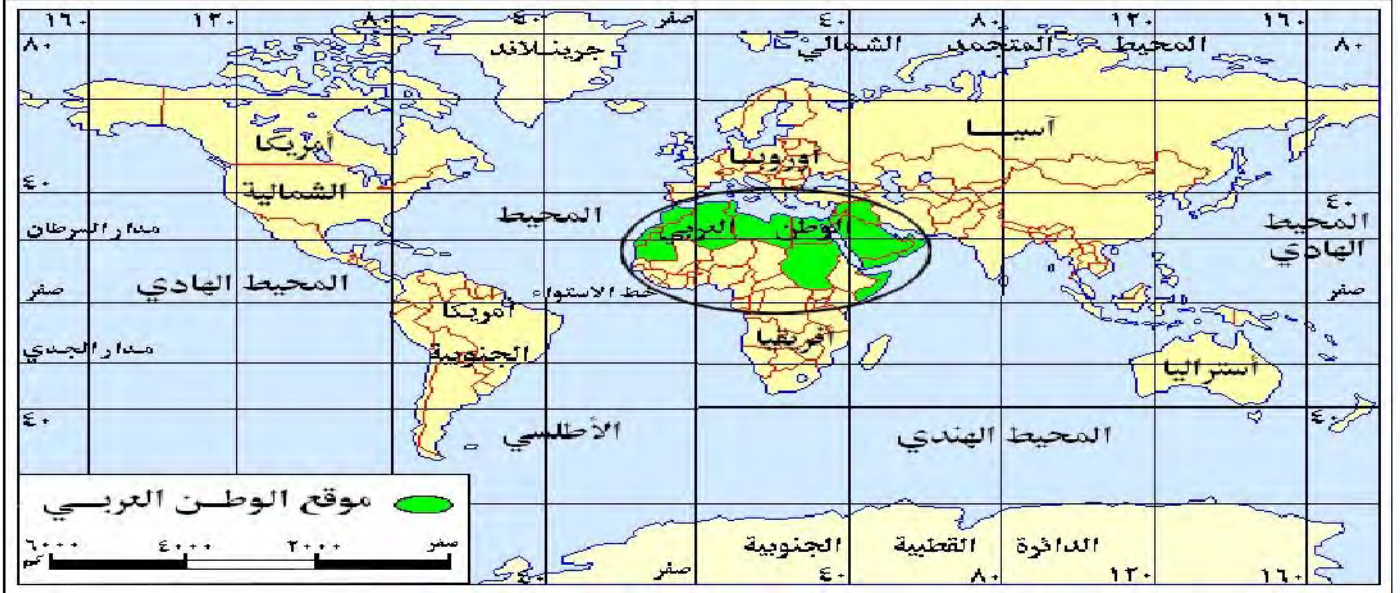 ١٦٠ ١٢٠ ٨٠ ٤٠ صفر ٤٠ ٨٠ ١٢٠ ١٦٠
٨٠ جرينلاند المحيط المتجمد الشمالي ٨٠
أمريكا
الشمالية
أوروبا
آسيا
٤٠ ٤٠
المحيط
الهادي
المحيط
مدار السرطان
الوطن العربي
المحيط الهادي
صفر خط الاستواء صفر
أمريكا
الجنوبية
أفريقيا
مدار الجدي
أستراليا
٤٠ ٤٠
الأطلسي
المحيط الهندي
الدائرة القطبية الجنوبية
٤٠ صفر ٤٠ ٨٠ ١٢٠ ١٦٠
موقع الوطن العربي
صفر ٢٠٠٠ ٤٠٠٠ ٦٠٠٠
كم